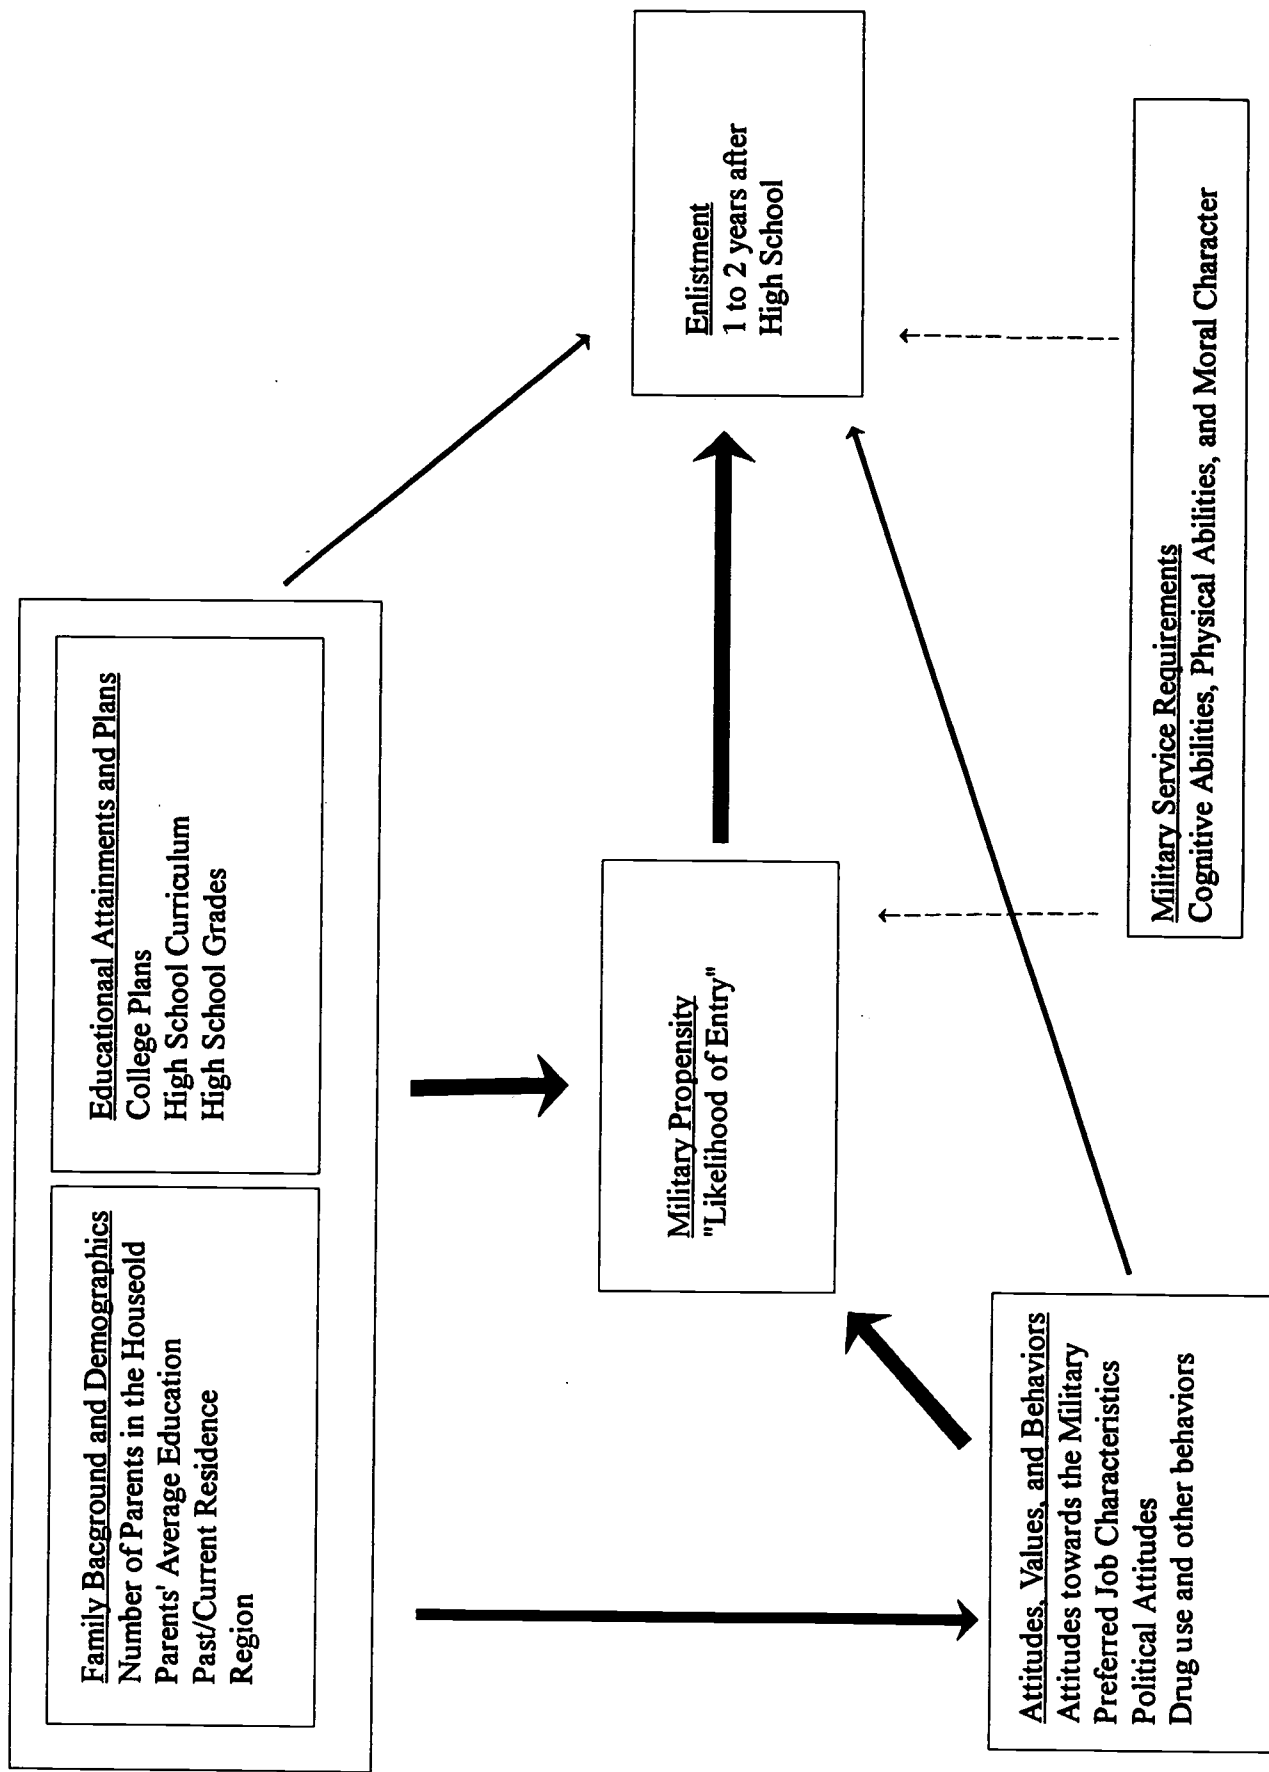 Family Bacground and Demographics
Number of Parents in the Houseold
Parents' Average Education
Past/Current Residence
Region
Educationaal Attainments and Plans
College Plans
High School Curriculum
High School Grades
Military Propensity
"Likelihood of Entry"
Enlistment
1 to 2 years after
High School
Attitudes, Values, and Behaviors
Attitudes towards the Military
Preferred Job Characteristics
Political Attitudes
Drug use and other behaviors
Military Service Requirements
Cognitive Abilities, Physical Abilities, and Moral Character